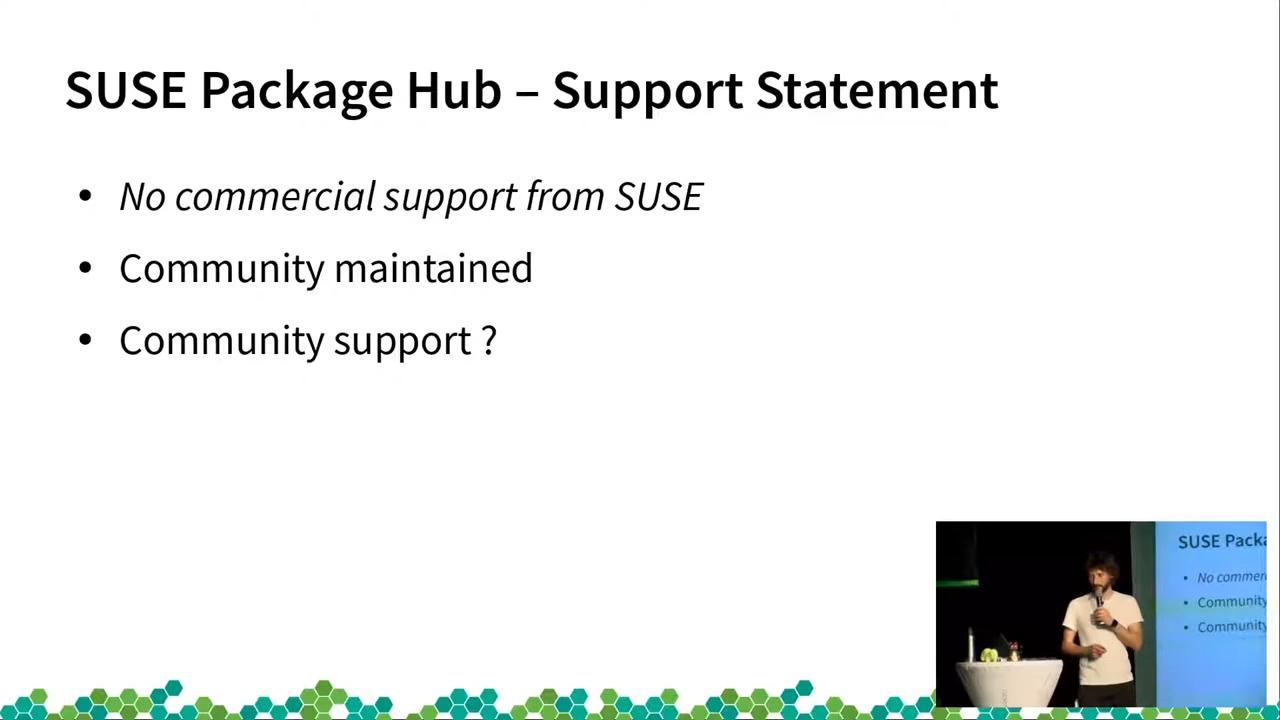 SUSE Package Hub – Support Statement
• No commercial support from SUSE
• Community maintained
• Community support ?
SUSE Packa
• No commer
• Community
• Community